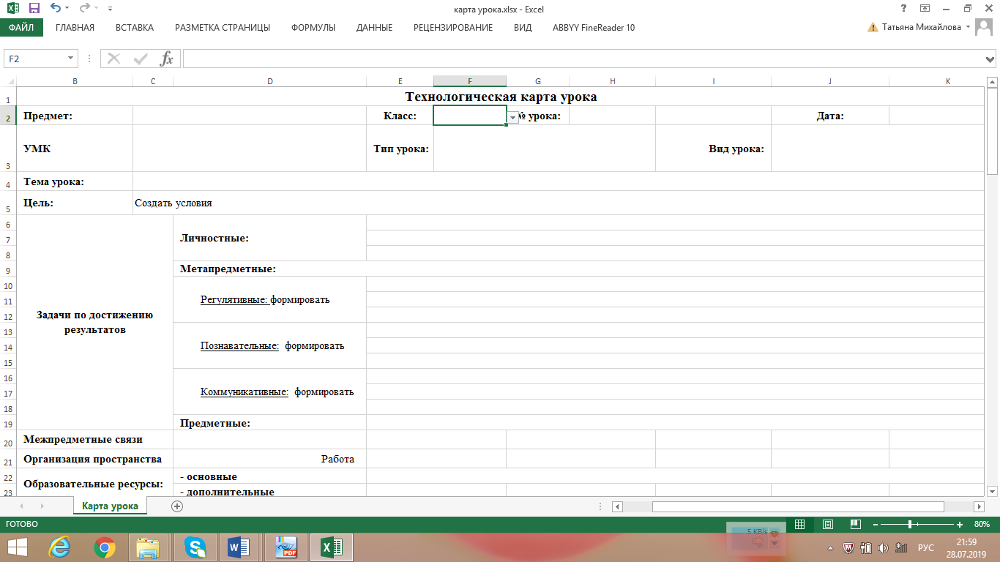 карта урока.xlsx - Excel
ФАЙЛ ГЛАВНАЯ ВСТАВКА РАЗМЕТКА СТРАНИЦЫ ФОРМУЛЫ ДАННЫЕ РЕЦЕНЗИРОВАНИЕ ВИД ABBYY FineReader 10 Татьяна Михайлова
F2 fx
B C D E F G H I J K
1 Технологическая карта урока
2 Предмет: Класс: № урока: Дата:
3 УМК Тип урока: Вид урока:
4 Тема урока:
5 Цель: Создать условия
6
7 Личностные:
8
9 Метапредметные:
10
11 Регулятивные: формировать
12 Задачи по достижению
результатов
13
14 Познавательные: формировать
15
16
17 Коммуникативные: формировать
18
19 Предметные:
20 Межпредметные связи
21 Организация пространства Работа
22 Образовательные ресурсы: - основные
23 - дополнительные
Карта урока
ГОТОВО 5 KB/s 80%
PDF РУС 21:59
28.07.2019